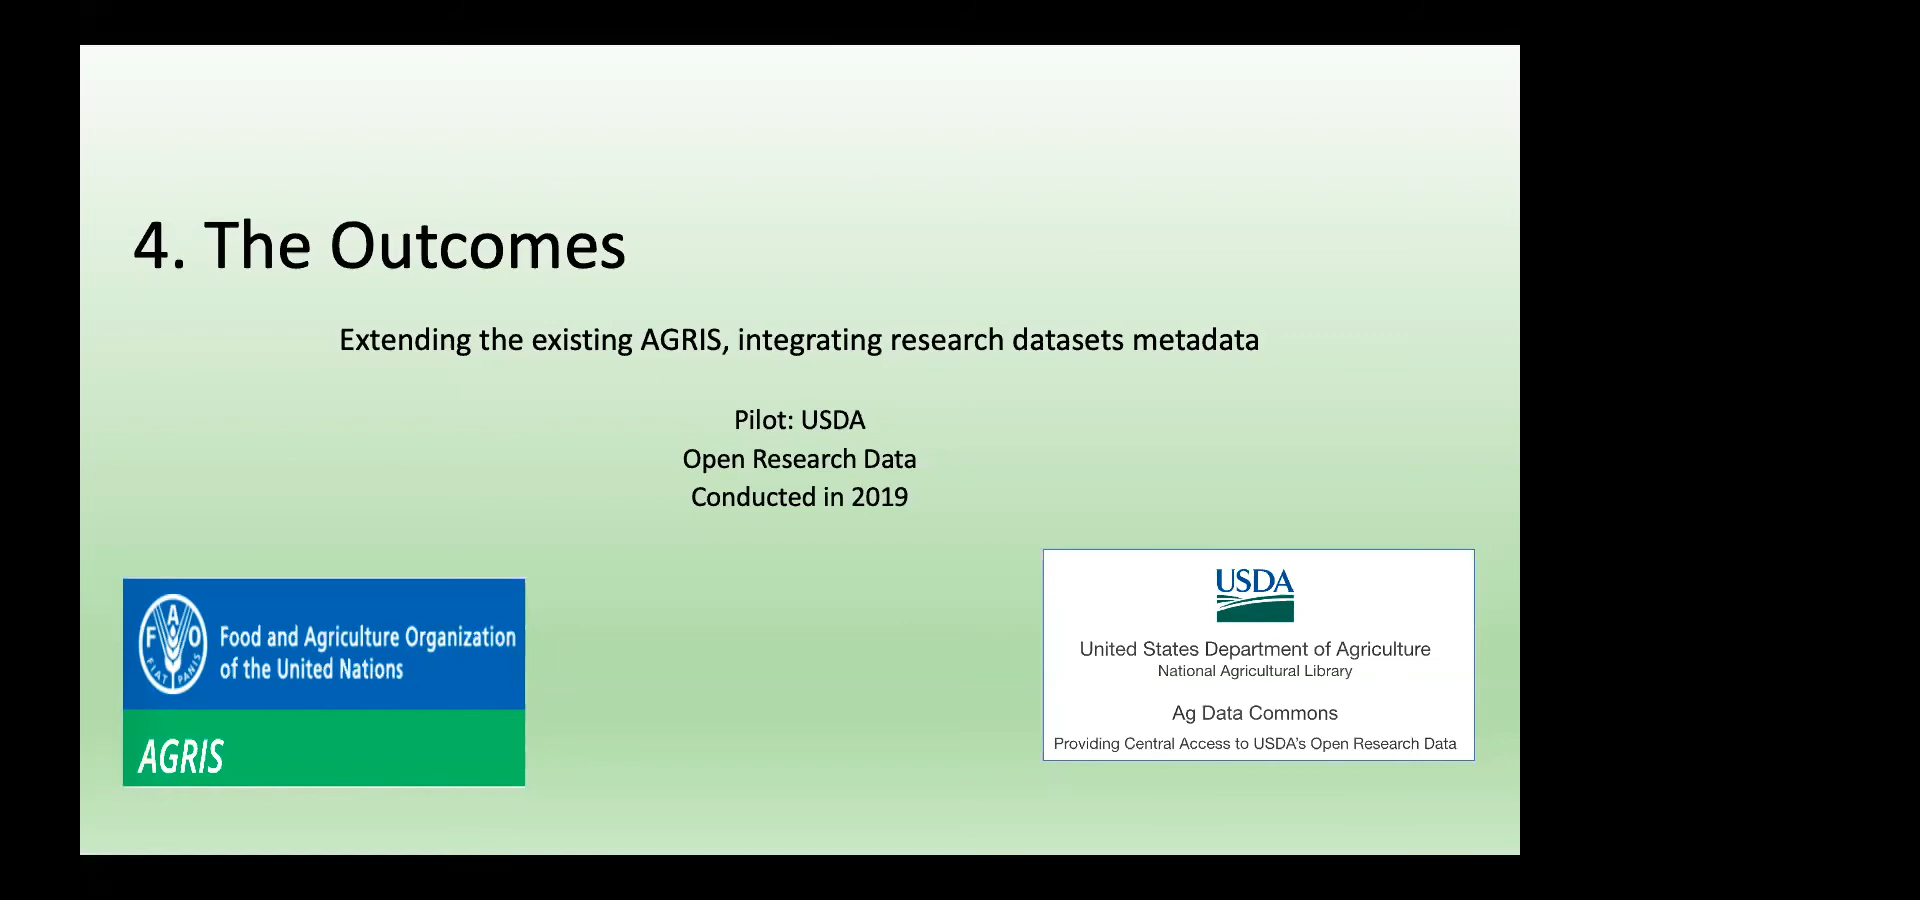 4. The Outcomes
Extending the existing AGRIS, integrating research datasets metadata
Pilot: USDA
Open Research Data
Conducted in 2019
F A O
FIAT PANIS
Food and Agriculture Organization
of the United Nations
AGRIS
USDA
United States Department of Agriculture
National Agricultural Library
Ag Data Commons
Providing Central Access to USDA's Open Research Data